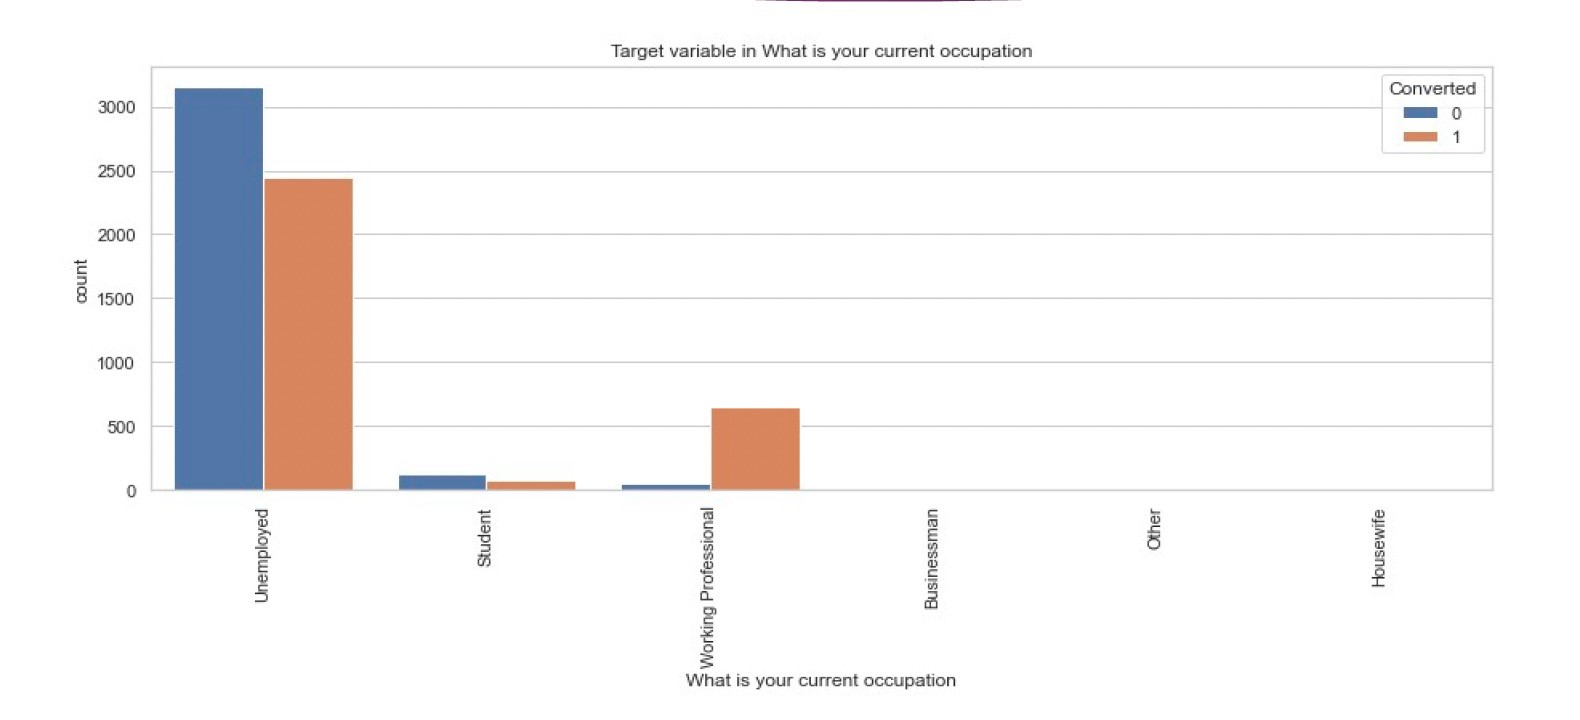 Target variable in What is your current occupation
Converted
0
1
3000
2500
2000
1500
1000
500
0
count
Unemployed
Student
Working Professional
Businessman
Other
Housewife
What is your current occupation